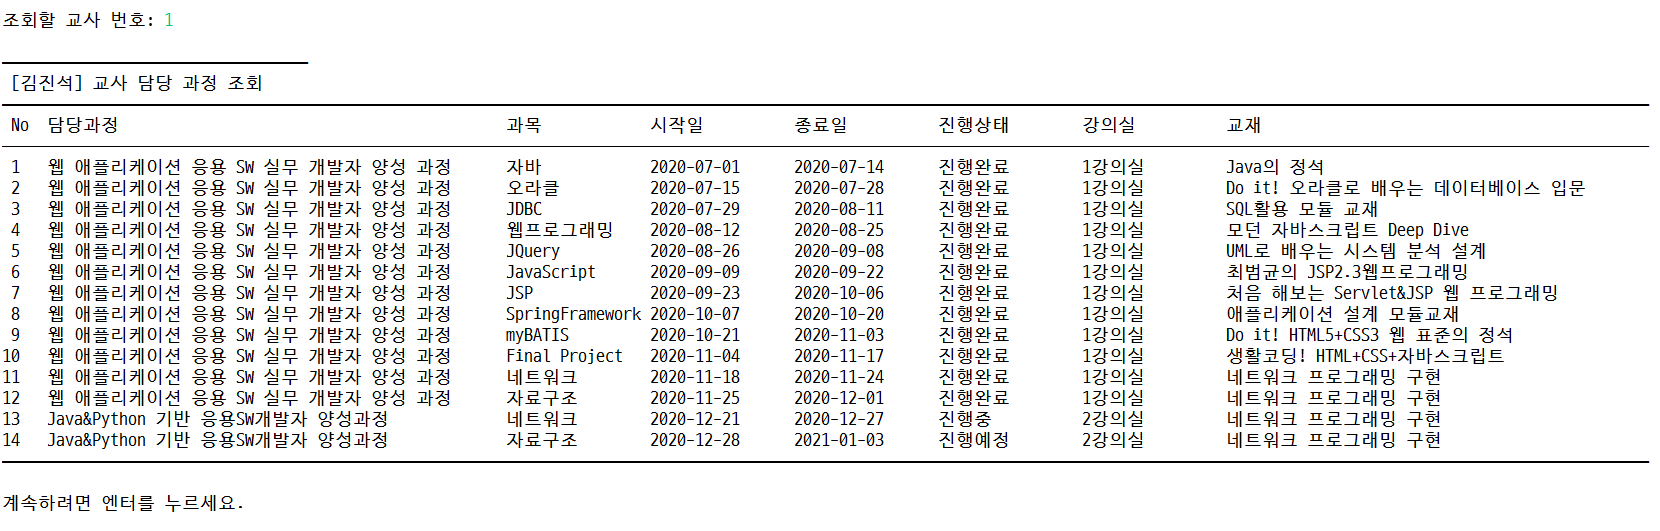 조회할 교사 번호: 1
[김진석] 교사 담당 과정 조회
No 담당과정 과목 시작일 종료일 진행상태 강의실 교재
1 웹 애플리케이션 응용 SW 실무 개발자 양성 과정 자바 2020-07-01 2020-07-14 진행완료 1강의실 Java의 정석
2 웹 애플리케이션 응용 SW 실무 개발자 양성 과정 오라클 2020-07-15 2020-07-28 진행완료 1강의실 Do it! 오라클로 배우는 데이터베이스 입문
3 웹 애플리케이션 응용 SW 실무 개발자 양성 과정 JDBC 2020-07-29 2020-08-11 진행완료 1강의실 SQL활용 모듈 교재
4 웹 애플리케이션 응용 SW 실무 개발자 양성 과정 웹프로그래밍 2020-08-12 2020-08-25 진행완료 1강의실 모던 자바스크립트 Deep Dive
5 웹 애플리케이션 응용 SW 실무 개발자 양성 과정 JQuery 2020-08-26 2020-09-08 진행완료 1강의실 UML로 배우는 시스템 분석 설계
6 웹 애플리케이션 응용 SW 실무 개발자 양성 과정 JavaScript 2020-09-09 2020-09-22 진행완료 1강의실 최범균의 JSP2.3웹프로그래밍
7 웹 애플리케이션 응용 SW 실무 개발자 양성 과정 JSP 2020-09-23 2020-10-06 진행완료 1강의실 처음 해보는 Servlet&JSP 웹 프로그래밍
8 웹 애플리케이션 응용 SW 실무 개발자 양성 과정 SpringFramework 2020-10-07 2020-10-20 진행완료 1강의실 애플리케이션 설계 모듈교재
9 웹 애플리케이션 응용 SW 실무 개발자 양성 과정 myBATIS 2020-10-21 2020-11-03 진행완료 1강의실 Do it! HTML5+CSS3 웹 표준의 정석
10 웹 애플리케이션 응용 SW 실무 개발자 양성 과정 Final Project 2020-11-04 2020-11-17 진행완료 1강의실 생활코딩! HTML+CSS+자바스크립트
11 웹 애플리케이션 응용 SW 실무 개발자 양성 과정 네트워크 2020-11-18 2020-11-24 진행완료 1강의실 네트워크 프로그래밍 구현
12 웹 애플리케이션 응용 SW 실무 개발자 양성 과정 자료구조 2020-11-25 2020-12-01 진행완료 1강의실 네트워크 프로그래밍 구현
13 Java&Python 기반 응용SW개발자 양성과정 네트워크 2020-12-21 2020-12-27 진행중 2강의실 네트워크 프로그래밍 구현
14 Java&Python 기반 응용SW개발자 양성과정 자료구조 2020-12-28 2021-01-03 진행예정 2강의실 네트워크 프로그래밍 구현
계속하려면 엔터를 누르세요.